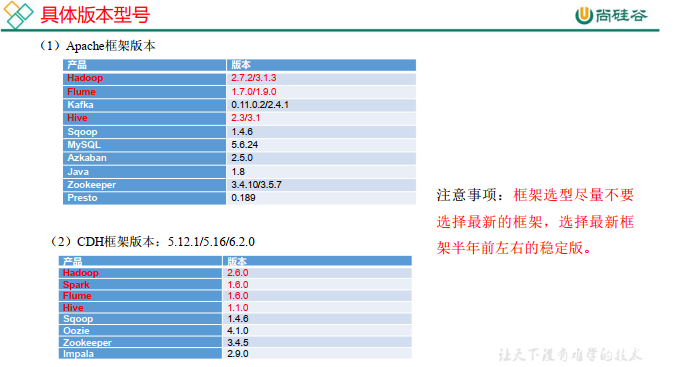 具体版本型号
尚硅谷
（1）Apache框架版本
产品 版本
Hadoop 2.7.2/3.1.3
Flume 1.7.0/1.9.0
Kafka 0.11.0.2/2.4.1
Hive 2.3/3.1
Sqoop 1.4.6
MySQL 5.6.24
Azkaban 2.5.0
Java 1.8
Zookeeper 3.4.10/3.5.7
Presto 0.189
注意事项：框架选型尽量不要
选择最新的框架，选择最新框
架半年前左右的稳定版。
（2）CDH框架版本：5.12.1/5.16/6.2.0
产品 版本
Hadoop 2.6.0
Spark 1.6.0
Flume 1.6.0
Hive 1.1.0
Sqoop 1.4.6
Oozie 4.1.0
Zookeeper 3.4.5
Impala 2.9.0
让天下没有难学的技术